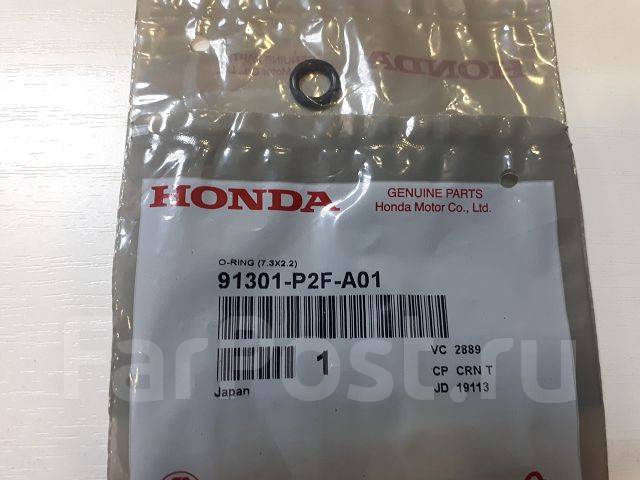 HONDA
GENUINE PARTS
HONDA
Honda Motor Co., Ltd.
O-RING (7.3X2.2)
91301-P2F-A01
VC 2889
1
CP CRN T
Japan
JD 19113
FarPost.ru